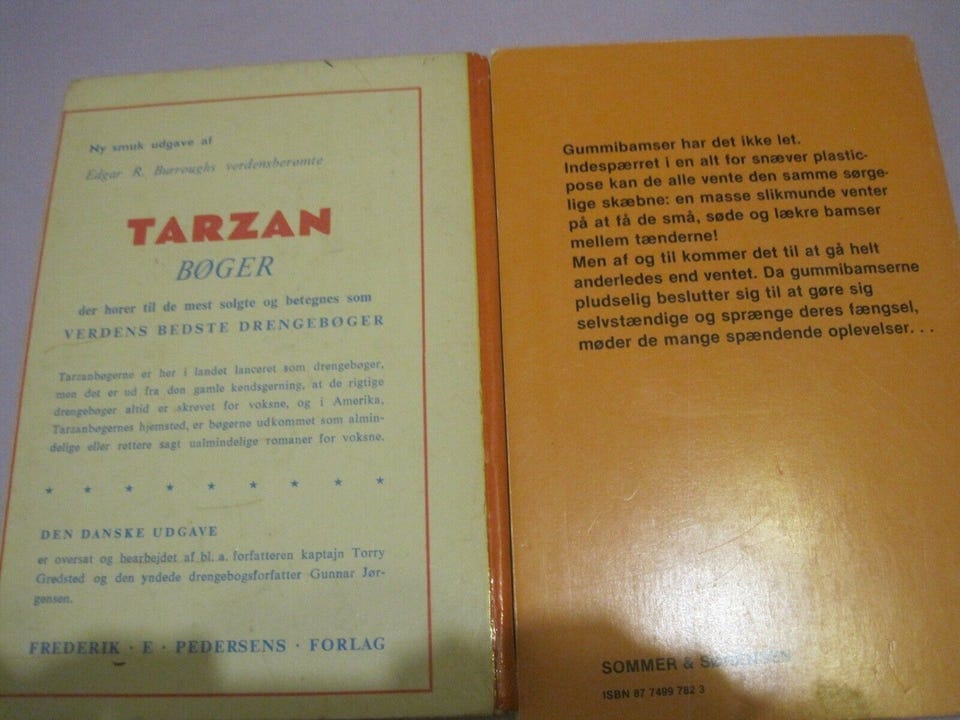 Ny smuk udgave af
Edgar R. Burroughs verdensberømte
TARZAN
BØGER
der hører til de mest solgte og betegnes som
VERDENS BEDSTE DRENGEBØGER
Tarzanbøgerne er her i landet lanceret som drengebøger,
men det er ud fra den gamle kendsgerning, at de rigtige
drengebøger altid er skrevet for voksne, og i Amerika,
Tarzanbøgernes hjemsted, er bøgerne udkommet som almin-
delige eller rettere sagt ualmindelige romaner for voksne.
* * * * * * * * *
DEN DANSKE UDGAVE
er oversat og bearbejdet af bl. a. forfatteren kaptajn Torry
Gredsted og den yndede drengebogsforfatter Gunnar Jør-
gensen.
FREDERIK · E · PEDERSENS · FORLAG
Gummibamser har det ikke let.
Indespærret i en alt for snæver plastic-
pose kan de alle vente den samme sørge-
lige skæbne: en masse slikmunde venter
på at få de små, søde og lækre bamser
mellem tænderne!
Men af og til kommer det til at gå helt
anderledes end ventet. Da gummibamserne
pludselig beslutter sig til at gøre sig
selvstændige og sprænge deres fængsel,
møder de mange spændende oplevelser. . .
SOMMER & SØRENSEN
ISBN 87 7499 782 3